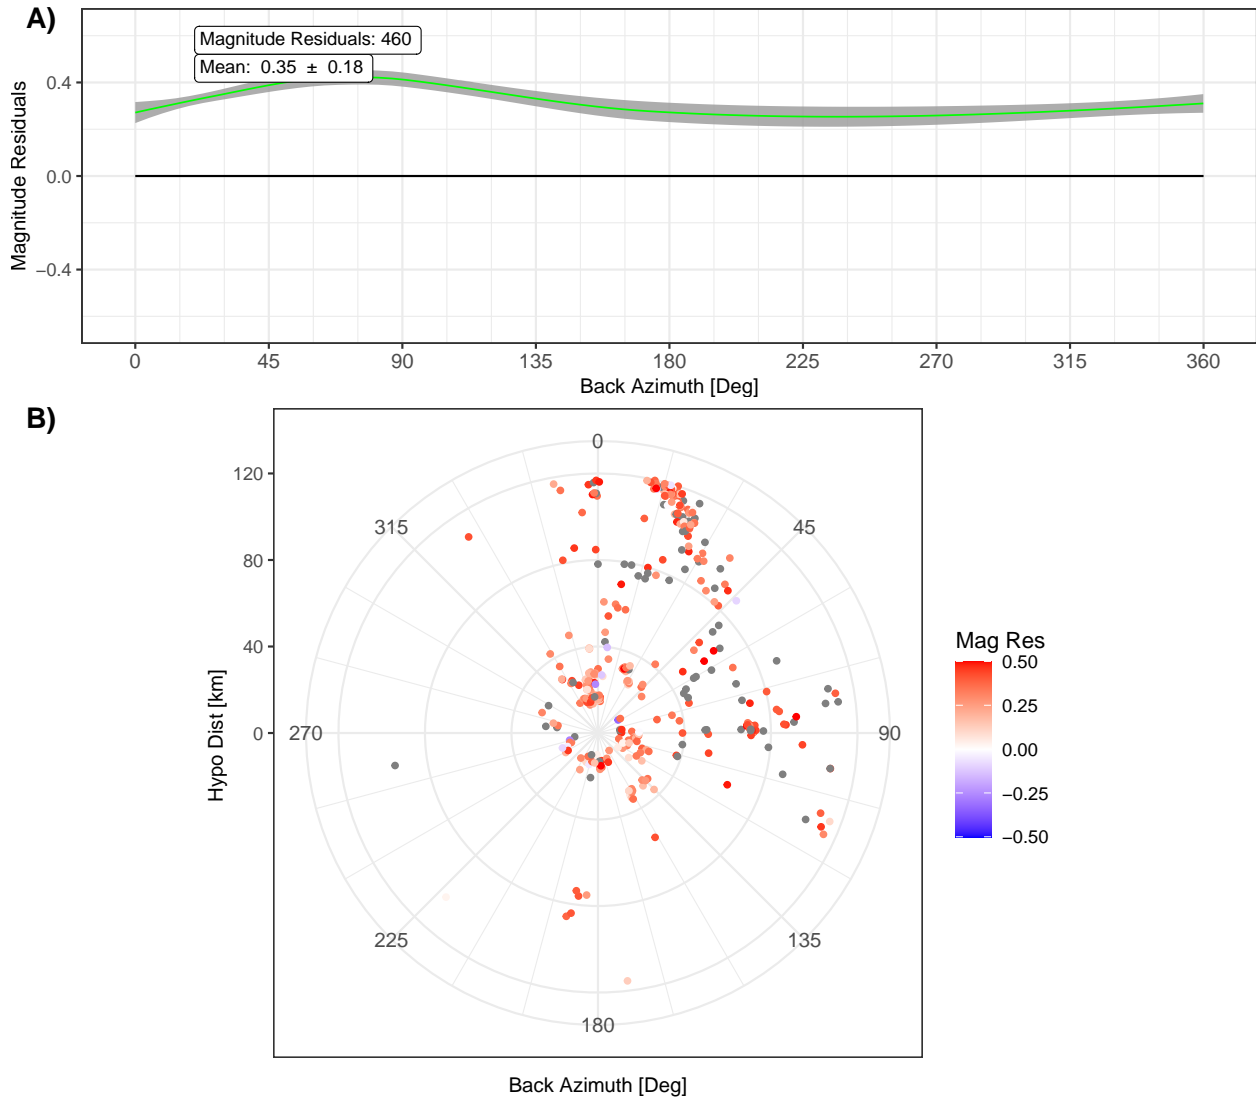 A)
Magnitude Residuals: 460
Mean: 0.35 ± 0.18
0.4
0.0
−0.4
Magnitude Residuals
0 45 90 135 180 225 270 315 360
Back Azimuth [Deg]
B)
0
45
90
135
180
225
270
315
120
80
40
0
Hypo Dist [km]
Back Azimuth [Deg]
Mag Res
0.50
0.25
0.00
−0.25
−0.50